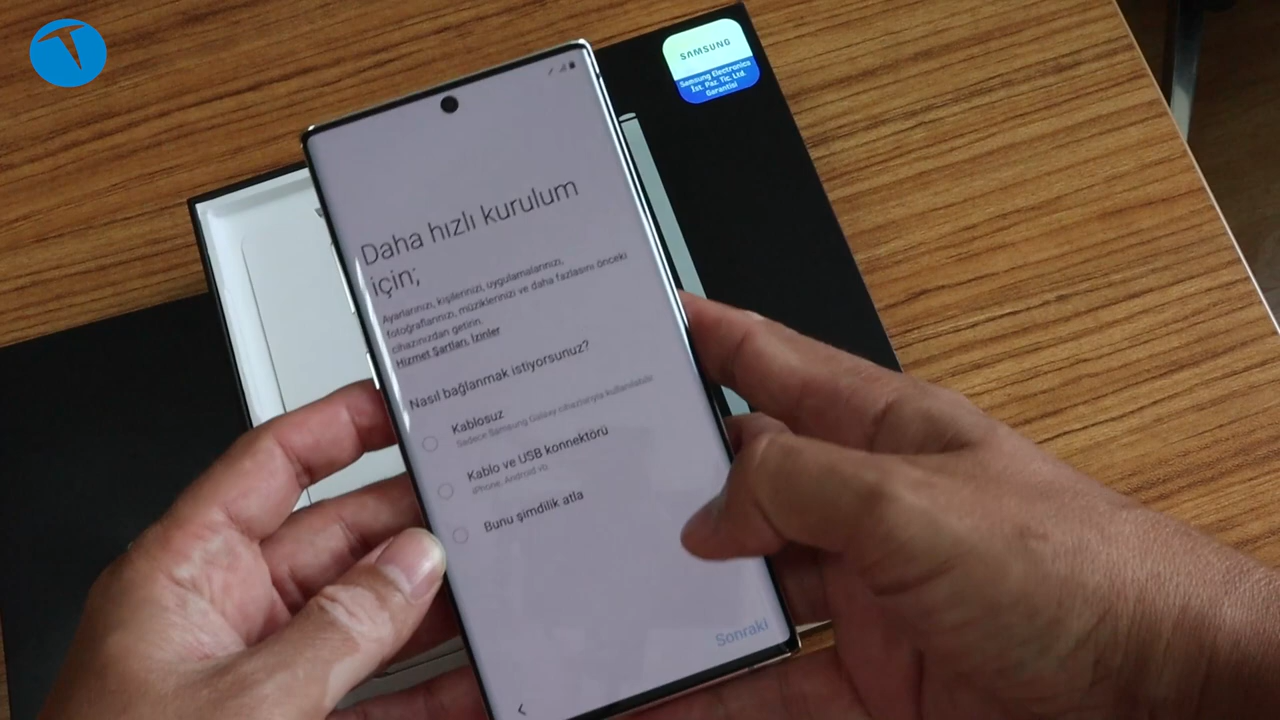 SAMSUNG
Samsung Electronics
İst. Paz. Tic. Ltd.
Garantisi
Daha hızlı kurulum
için;
Ayarlarınızı, kişilerinizi, uygulamalarınızı,
fotoğraflarınızı, müziklerinizi ve daha fazlasını önceki
cihazınızdan getirin.
Hizmet Şartları, İzinler
Nasıl bağlanmak istiyorsunuz?
Kablosuz
Sadece Samsung Galaxy cihazlarıyla kullanılabilir
Kablo ve USB konnektörü
iPhone, Android vb.
Bunu şimdilik atla
Sonraki